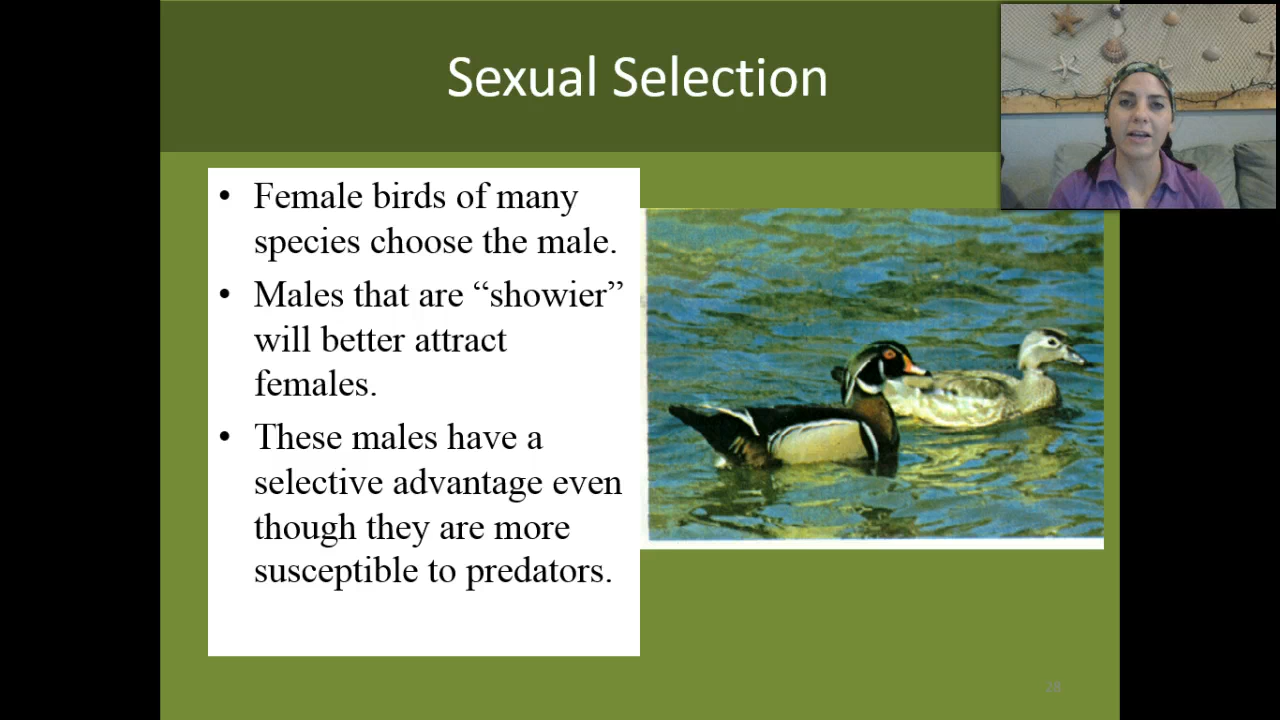 Sexual Selection
• Female birds of many
species choose the male.
• Males that are “showier”
will better attract
females.
• These males have a
selective advantage even
though they are more
susceptible to predators.
28